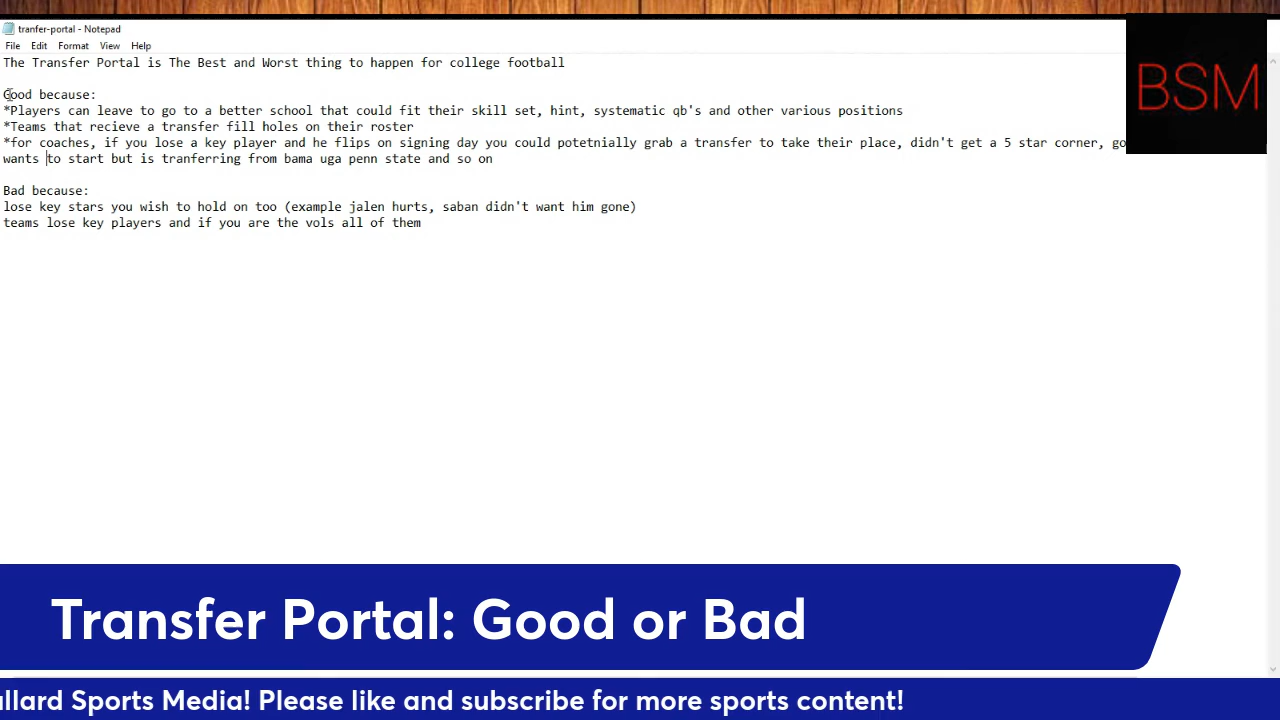 tranfer-portal - Notepad
File Edit Format View Help
The Transfer Portal is The Best and Worst thing to happen for college football
Good because:
*Players can leave to go to a better school that could fit their skill set, hint, systematic qb's and other various positions
*Teams that recieve a transfer fill holes on their roster
*for coaches, if you lose a key player and he flips on signing day you could potetnially grab a transfer to take their place, didn't get a 5 star corner, go
wants to start but is tranferring from bama uga penn state and so on
Bad because:
lose key stars you wish to hold on too (example jalen hurts, saban didn't want him gone)
teams lose key players and if you are the vols all of them
BSM
Transfer Portal: Good or Bad
allard Sports Media! Please like and subscribe for more sports content!